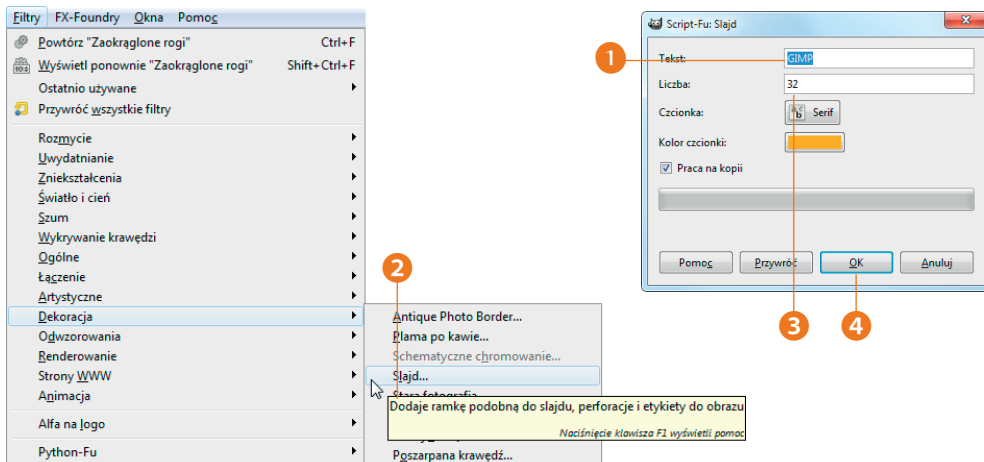 Filtry FX-Foundry Okna Pomoc
Powtórz "Zaokrąglone rogi" Ctrl+F
Wyświetl ponownie "Zaokrąglone rogi" Shift+Ctrl+F
Ostatnio używane
Przywróć wszystkie filtry
Rozmycie
Uwydatnianie
Zniekształcenia
Światło i cień
Szum
Wykrywanie krawędzi
Ogólne
Łączenie
Artystyczne
Dekoracja
Odwzorowania
Renderowanie
Strony WWW
Animacja
Alfa na logo
Python-Fu
2
Antique Photo Border...
Plama po kawie...
Schematyczne chromowanie...
Slajd...
Stara fotografia...
Dodaje ramkę podobną do slajdu, perforacje i etykiety do obrazu
Naciśnięcie klawisza F1 wyświetli pomoc
Poszarpana krawędź...
Script-Fu: Slajd
1
Tekst: GIMP
Liczba: 32
Czcionka: Serif
Kolor czcionki:
Praca na kopii
Pomoc Przywróć OK Anuluj
3 4